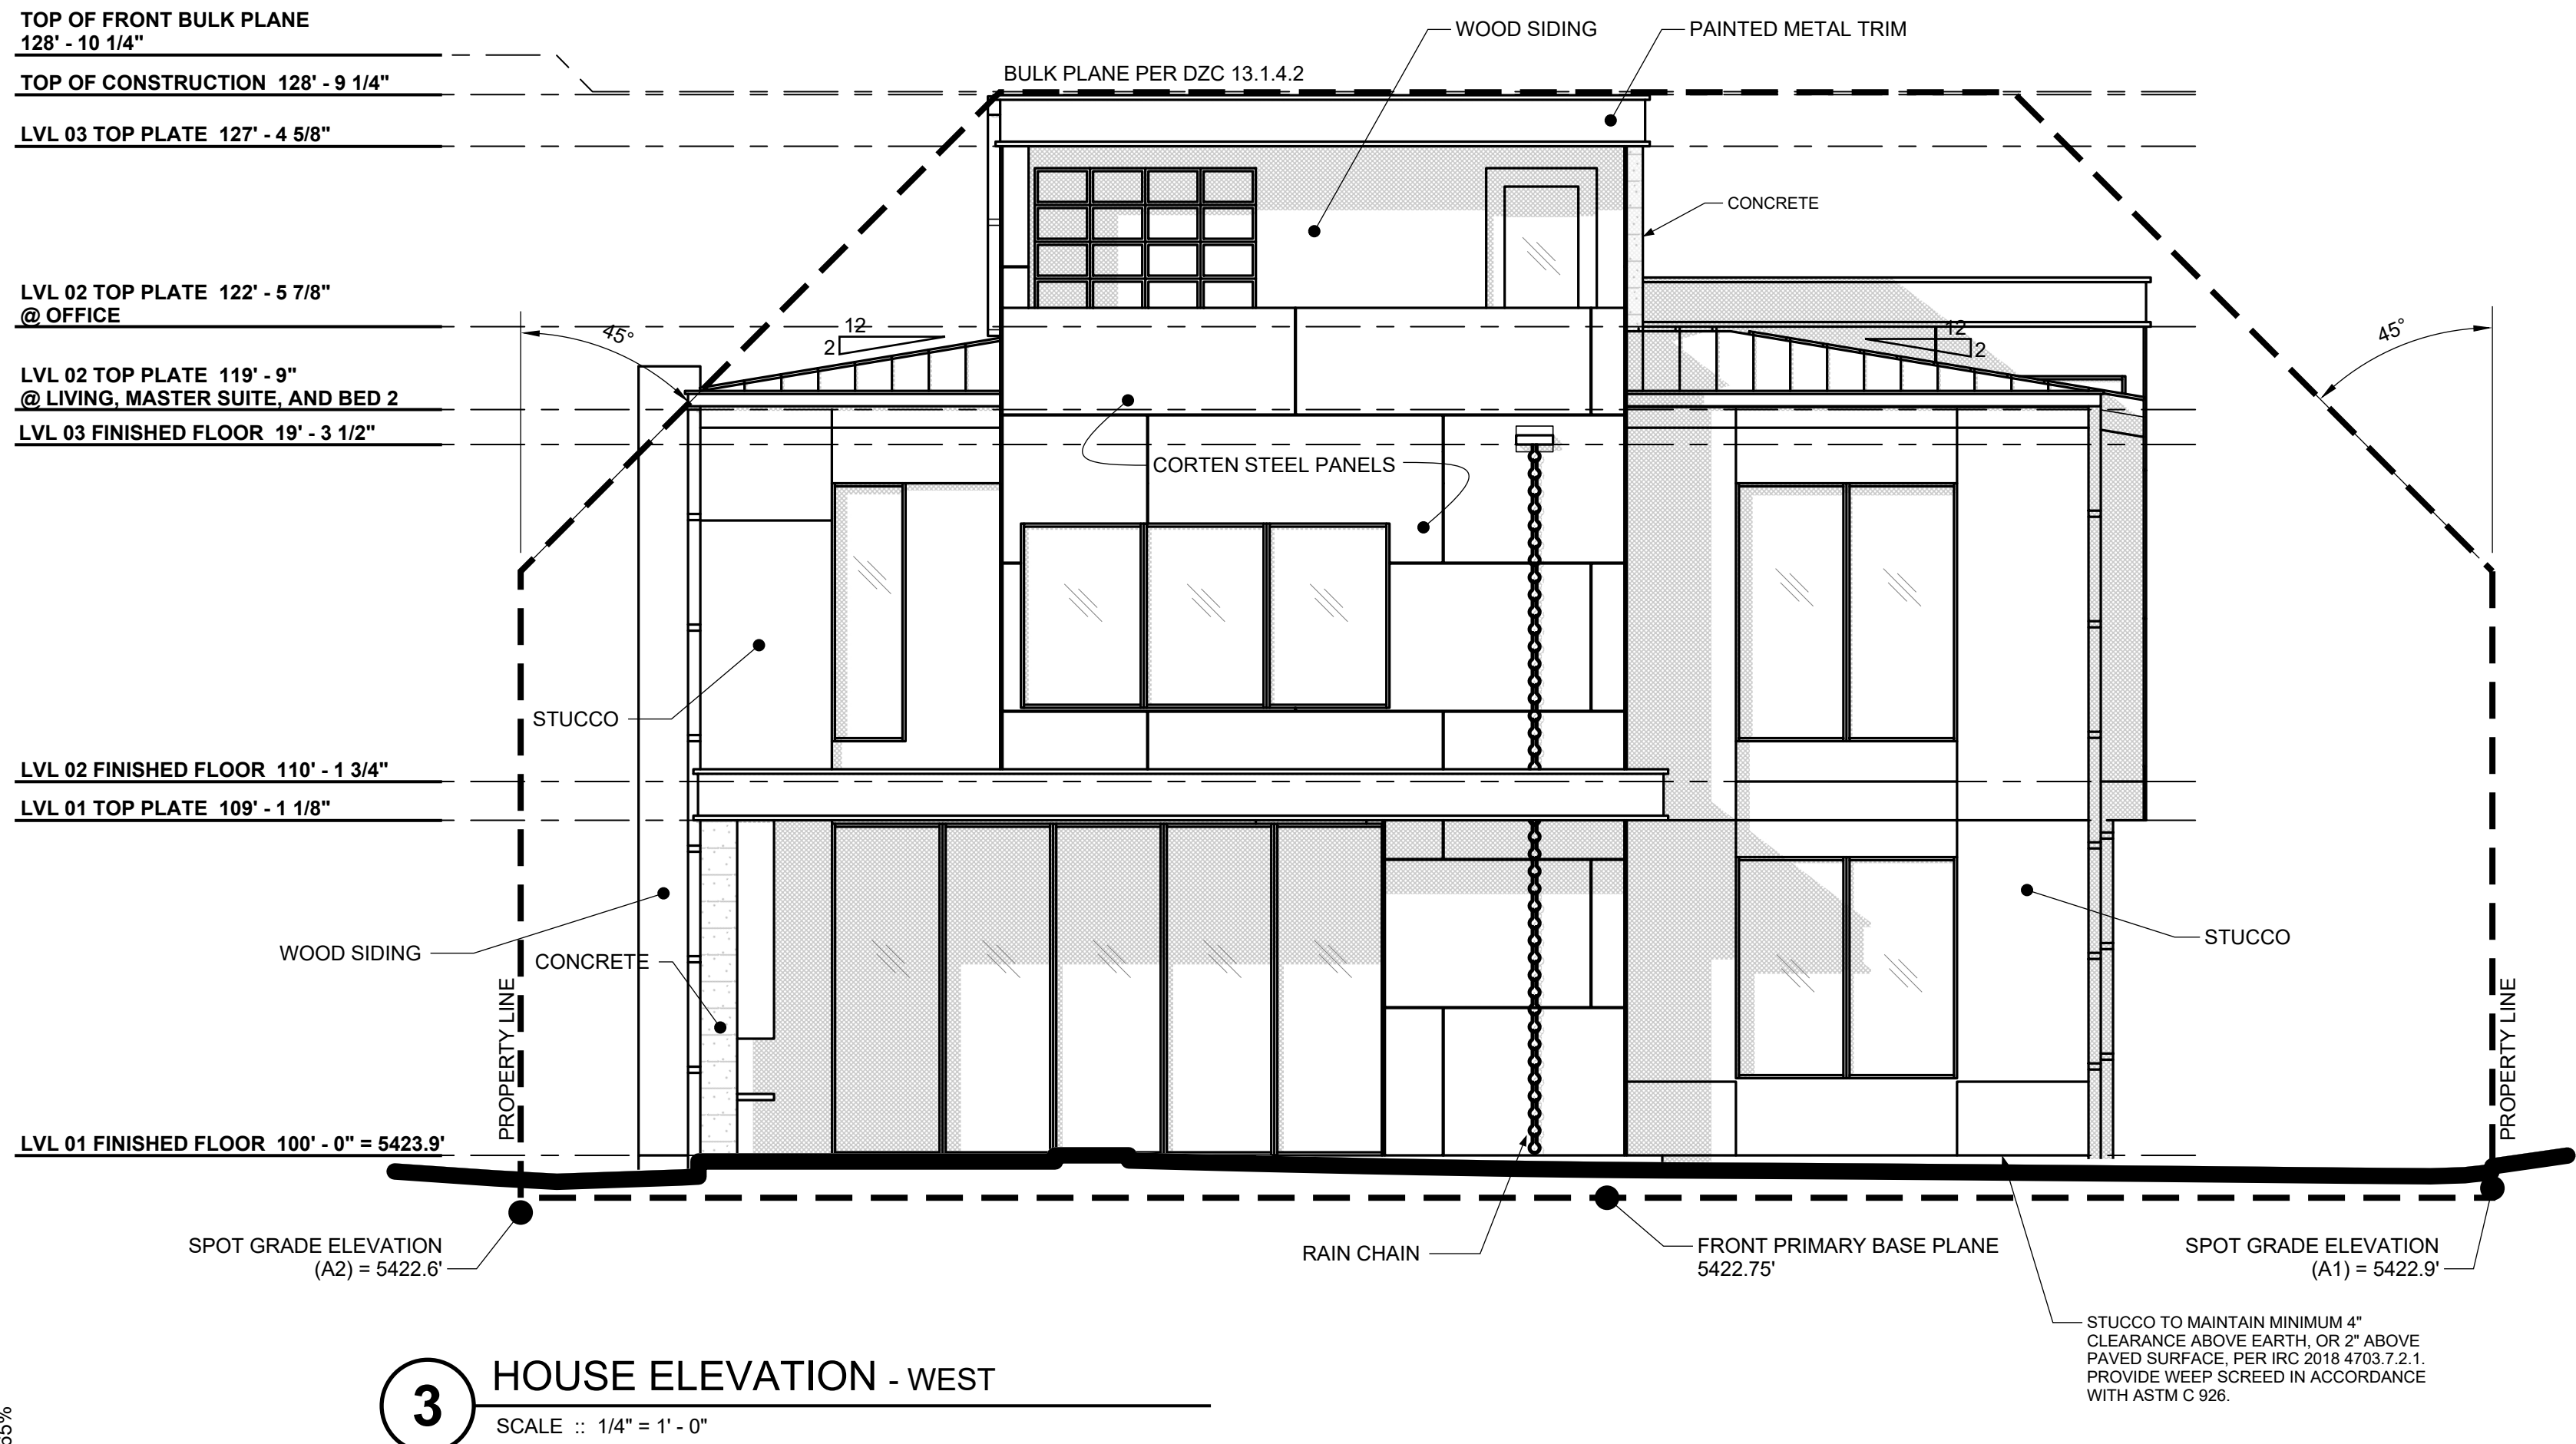 TOP OF FRONT BULK PLANE
128' - 10 1/4"
TOP OF CONSTRUCTION 128' - 9 1/4"
LVL 03 TOP PLATE 127' - 4 5/8"
LVL 02 TOP PLATE 122' - 5 7/8"
@ OFFICE
LVL 02 TOP PLATE 119' - 9"
@ LIVING, MASTER SUITE, AND BED 2
LVL 03 FINISHED FLOOR 19' - 3 1/2"
LVL 02 FINISHED FLOOR 110' - 1 3/4"
LVL 01 TOP PLATE 109' - 1 1/8"
LVL 01 FINISHED FLOOR 100' - 0" = 5423.9'
BULK PLANE PER DZC 13.1.4.2
WOOD SIDING
PAINTED METAL TRIM
CONCRETE
45°
12
2
12
2
45°
CORTEN STEEL PANELS
STUCCO
WOOD SIDING
CONCRETE
STUCCO
PROPERTY LINE
PROPERTY LINE
SPOT GRADE ELEVATION
(A2) = 5422.6'
RAIN CHAIN
FRONT PRIMARY BASE PLANE
5422.75'
SPOT GRADE ELEVATION
(A1) = 5422.9'
STUCCO TO MAINTAIN MINIMUM 4"
CLEARANCE ABOVE EARTH, OR 2" ABOVE
PAVED SURFACE, PER IRC 2018 4703.7.2.1.
PROVIDE WEEP SCREED IN ACCORDANCE
WITH ASTM C 926.
3
HOUSE ELEVATION - WEST
SCALE :: 1/4" = 1' - 0"